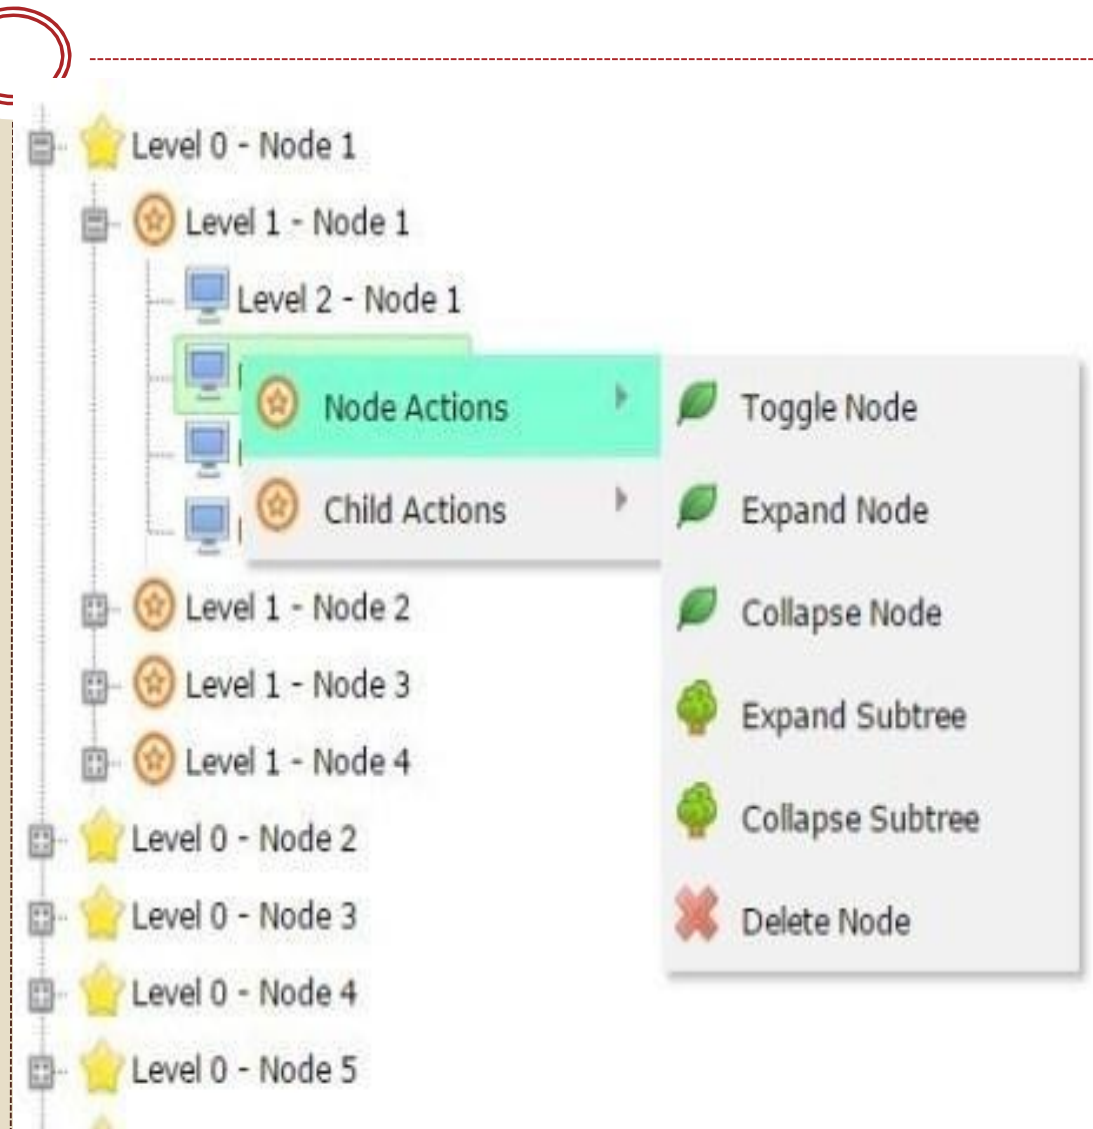 Level 0 - Node 1
Level 1 - Node 1
Level 2 - Node 1
Node Actions
Child Actions
Toggle Node
Expand Node
Collapse Node
Expand Subtree
Collapse Subtree
Delete Node
Level 1 - Node 2
Level 1 - Node 3
Level 1 - Node 4
Level 0 - Node 2
Level 0 - Node 3
Level 0 - Node 4
Level 0 - Node 5